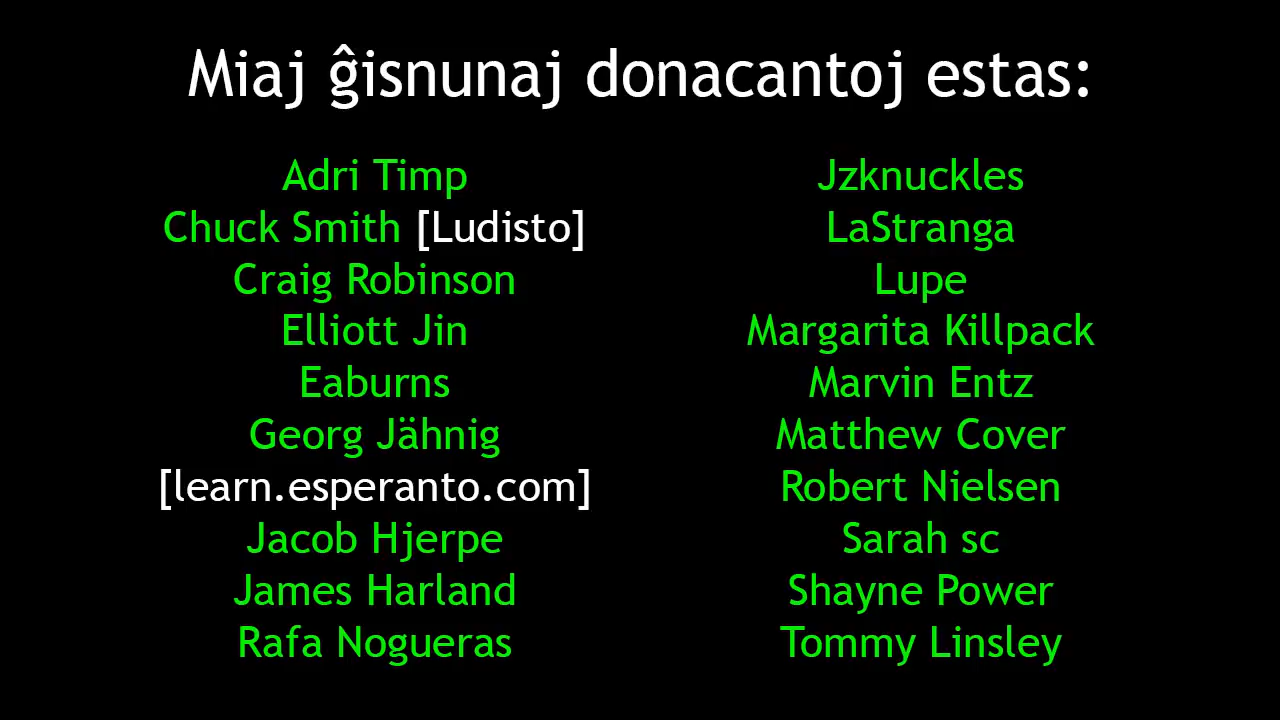 Miaj ĝisnunaj donacantoj estas:
Adri Timp
Chuck Smith [Ludisto]
Craig Robinson
Elliott Jin
Eaburns
Georg Jähnig
[learn.esperanto.com]
Jacob Hjerpe
James Harland
Rafa Nogueras
Jzknuckles
LaStranga
Lupe
Margarita Killpack
Marvin Entz
Matthew Cover
Robert Nielsen
Sarah sc
Shayne Power
Tommy Linsley